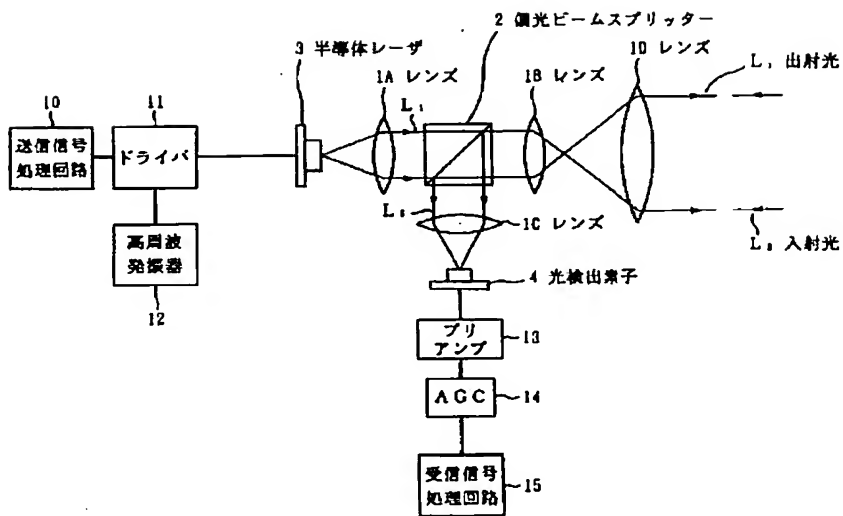 2 偏光ビームスプリッター
3 半導体レーザ
1A レンズ
1B レンズ
1D レンズ
L₁ 出射光
10
11
L₁
送信信号
処理回路
ドライバ
L₂
1C レンズ
L₂ 入射光
高周波
発振器
4 光検出素子
12
プリ
アンプ
13
AGC
14
受信信号
処理回路
15